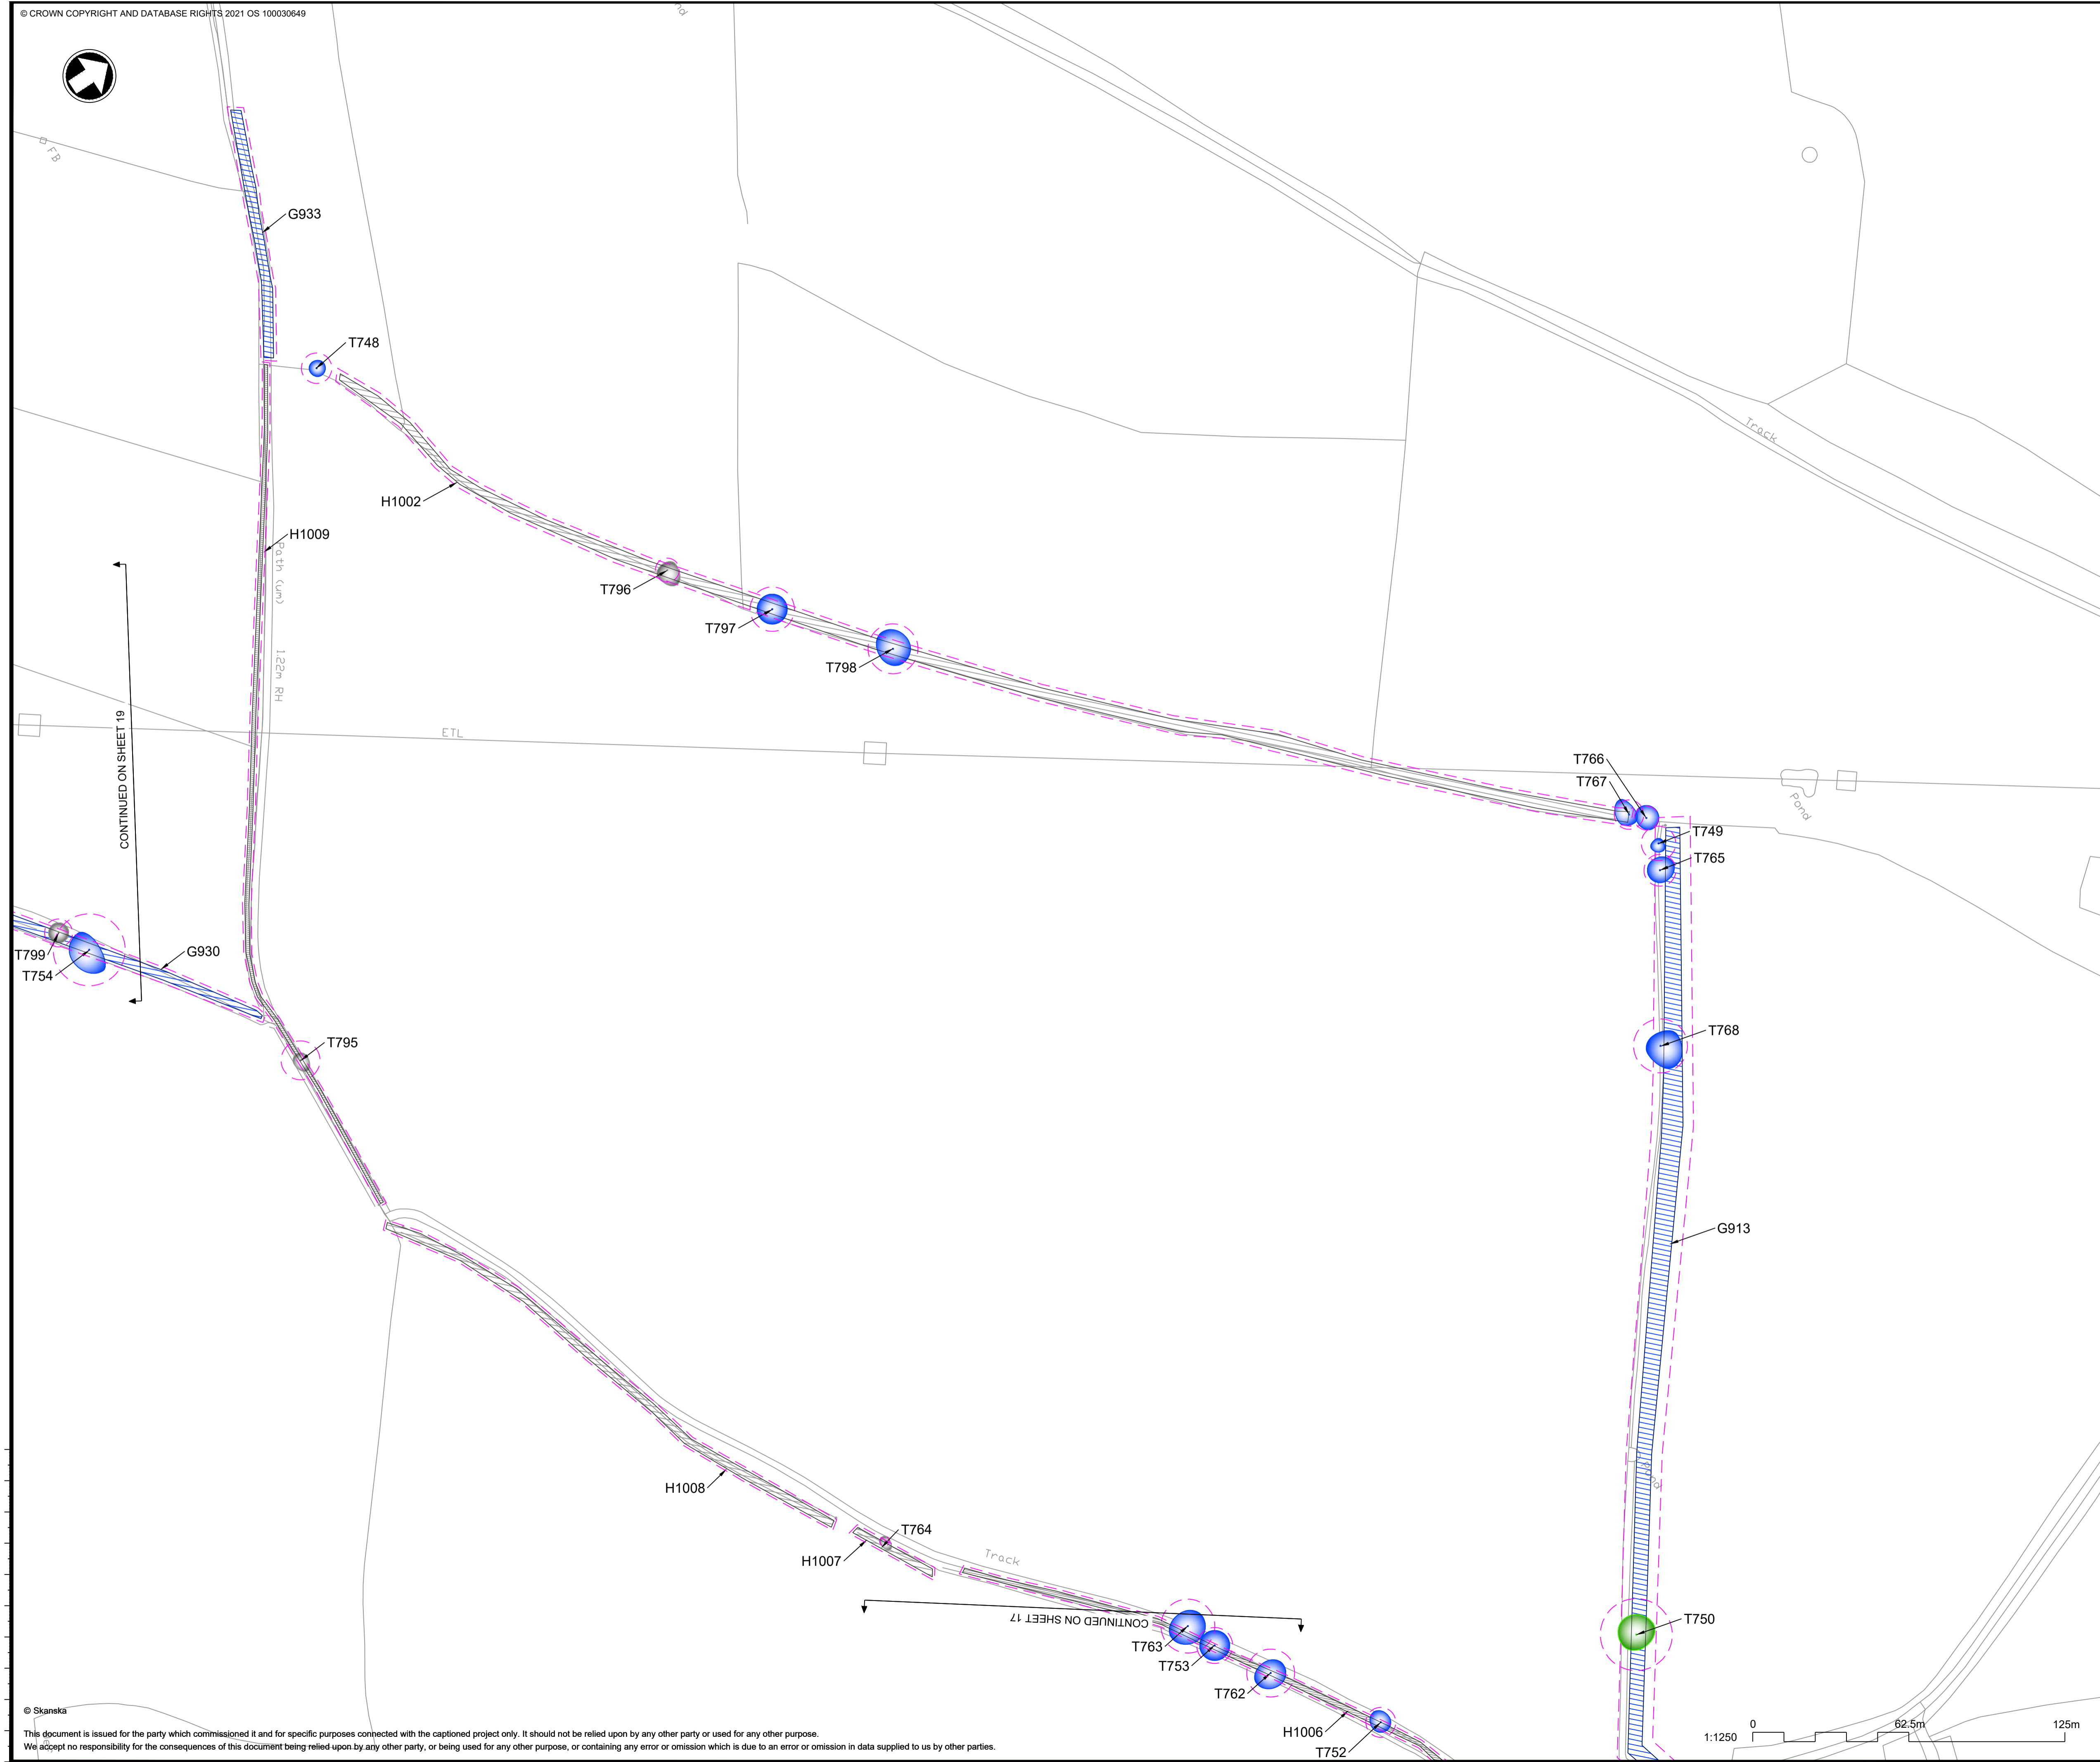 © CROWN COPYRIGHT AND DATABASE RIGHTS 2021 OS 100030649
FB
G933
T748
H1002
H1009
Path (um)
1.22m RH
T796
T797
T798
Track
ETL
CONTINUED ON SHEET 19
T766
T767
Pond
T749
T765
T799
T754
G930
T795
T768
G913
H1008
T764
H1007
Track
CONTINUED ON SHEET 17
T763
T753
T762
H1006
T752
T750
© Skanska
This document is issued for the party which commissioned it and for specific purposes connected with the captioned project only. It should not be relied upon by any other party or used for any other purpose.
We accept no responsibility for the consequences of this document being relied upon by any other party, or being used for any other purpose, or containing any error or omission which is due to an error or omission in data supplied to us by other parties.
1:1250
0
62.5m
125m